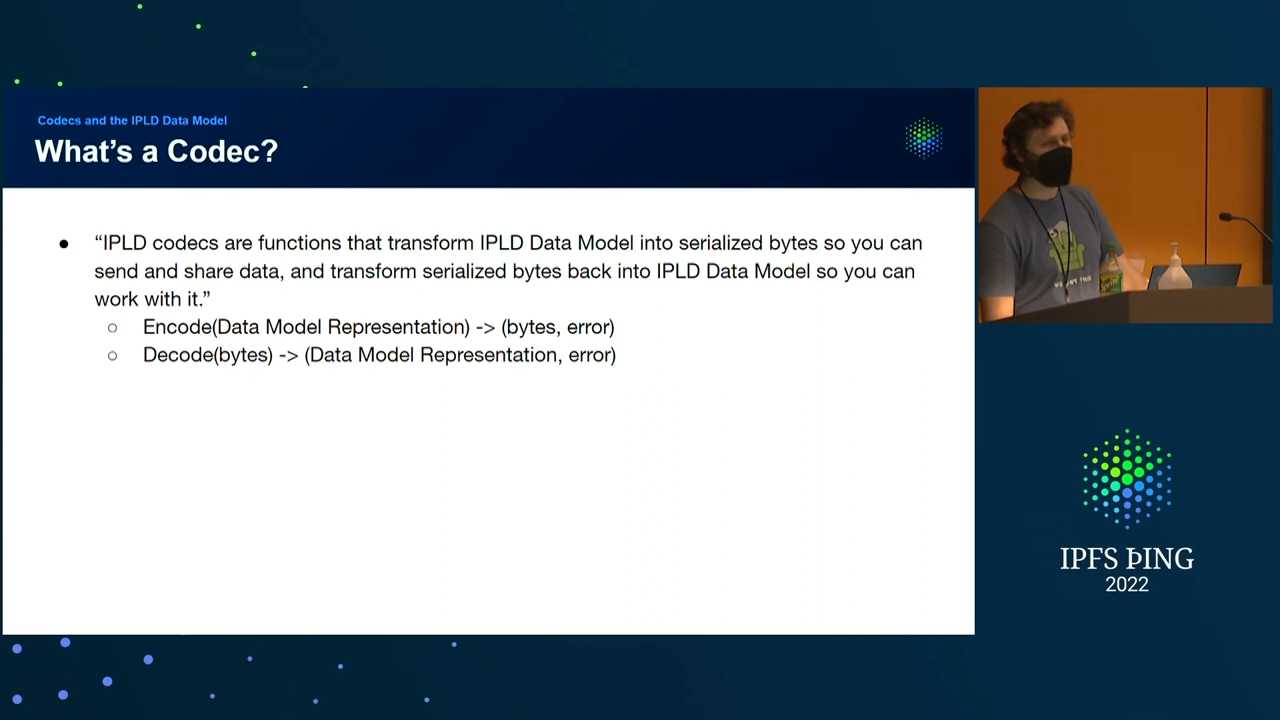 Codecs and the IPLD Data Model
What's a Codec?
● “IPLD codecs are functions that transform IPLD Data Model into serialized bytes so you can
send and share data, and transform serialized bytes back into IPLD Data Model so you can
work with it.”
○ Encode(Data Model Representation) -> (bytes, error)
○ Decode(bytes) -> (Data Model Representation, error)
Sprite
IPFS ÞING
2022